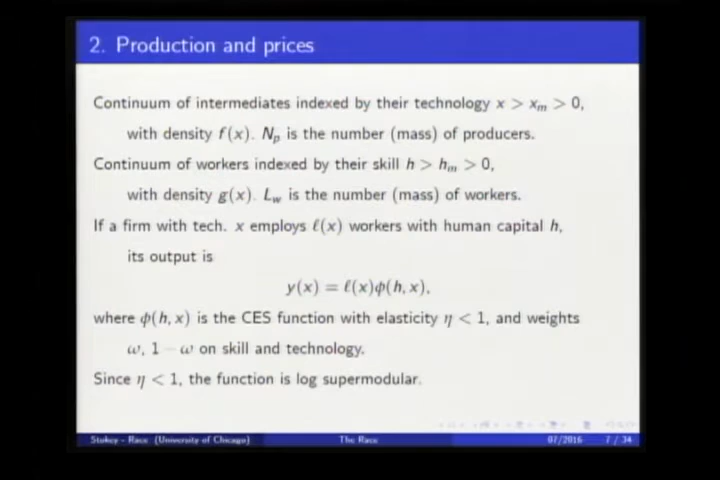 2. Production and prices
Continuum of intermediates indexed by their technology x > xₘ > 0,
with density f(x). Nₚ is the number (mass) of producers.
Continuum of workers indexed by their skill h > hₘ > 0,
with density g(x). L_w is the number (mass) of workers.
If a firm with tech. x employs ℓ(x) workers with human capital h,
its output is
y(x) = ℓ(x)ϕ(h, x),
where ϕ(h, x) is the CES function with elasticity η < 1, and weights
ω, 1 − ω on skill and technology.
Since η < 1, the function is log supermodular.
Stokey - Race (University of Chicago) The Race 07/2016 7 / 34